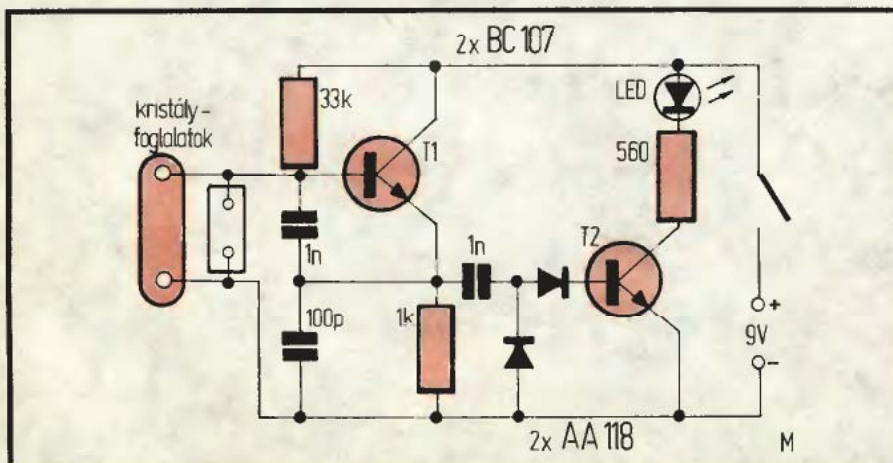 2x BC 107
kristály-
foglalatok
33k
T1
LED
560
1n
1n
T2
100p
1k
+
9V
-
2x AA 118
M